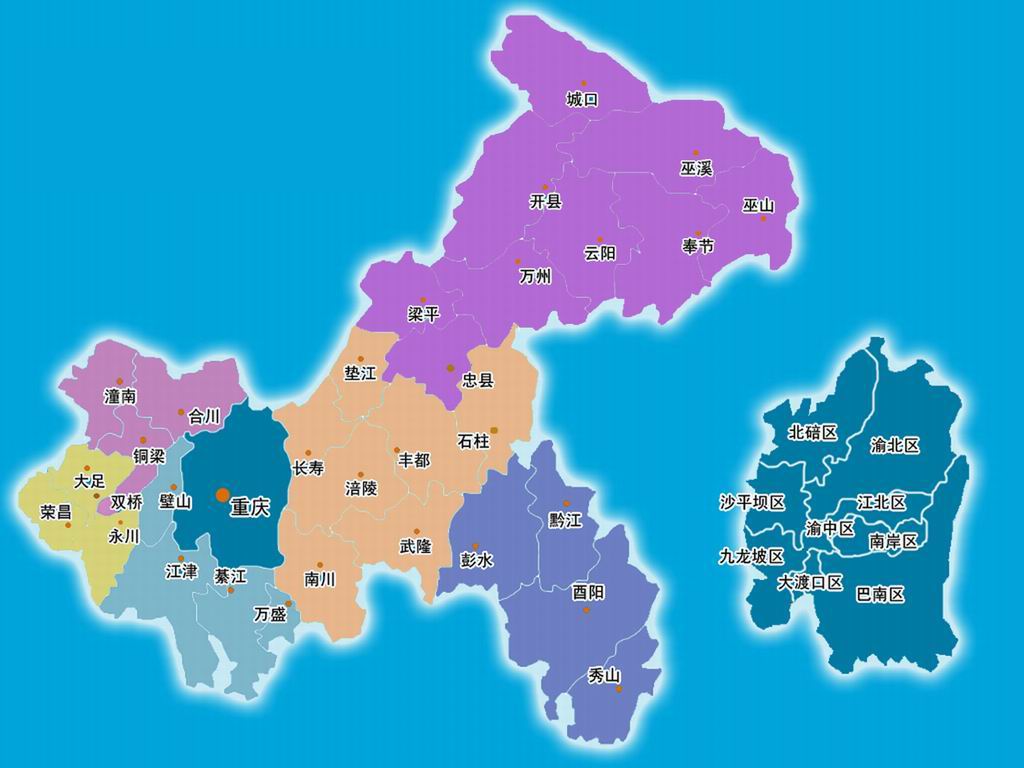 城口
巫溪
开县
巫山
云阳
奉节
万州
梁平
垫江
忠县
潼南
合川
石柱
铜梁
丰都
长寿
大足
涪陵
双桥
璧山
重庆
荣昌
永川
黔江
武隆
彭水
江津
綦江
南川
酉阳
万盛
秀山
北碚区
渝北区
沙坪坝区
江北区
渝中区
南岸区
九龙坡区
大渡口区
巴南区